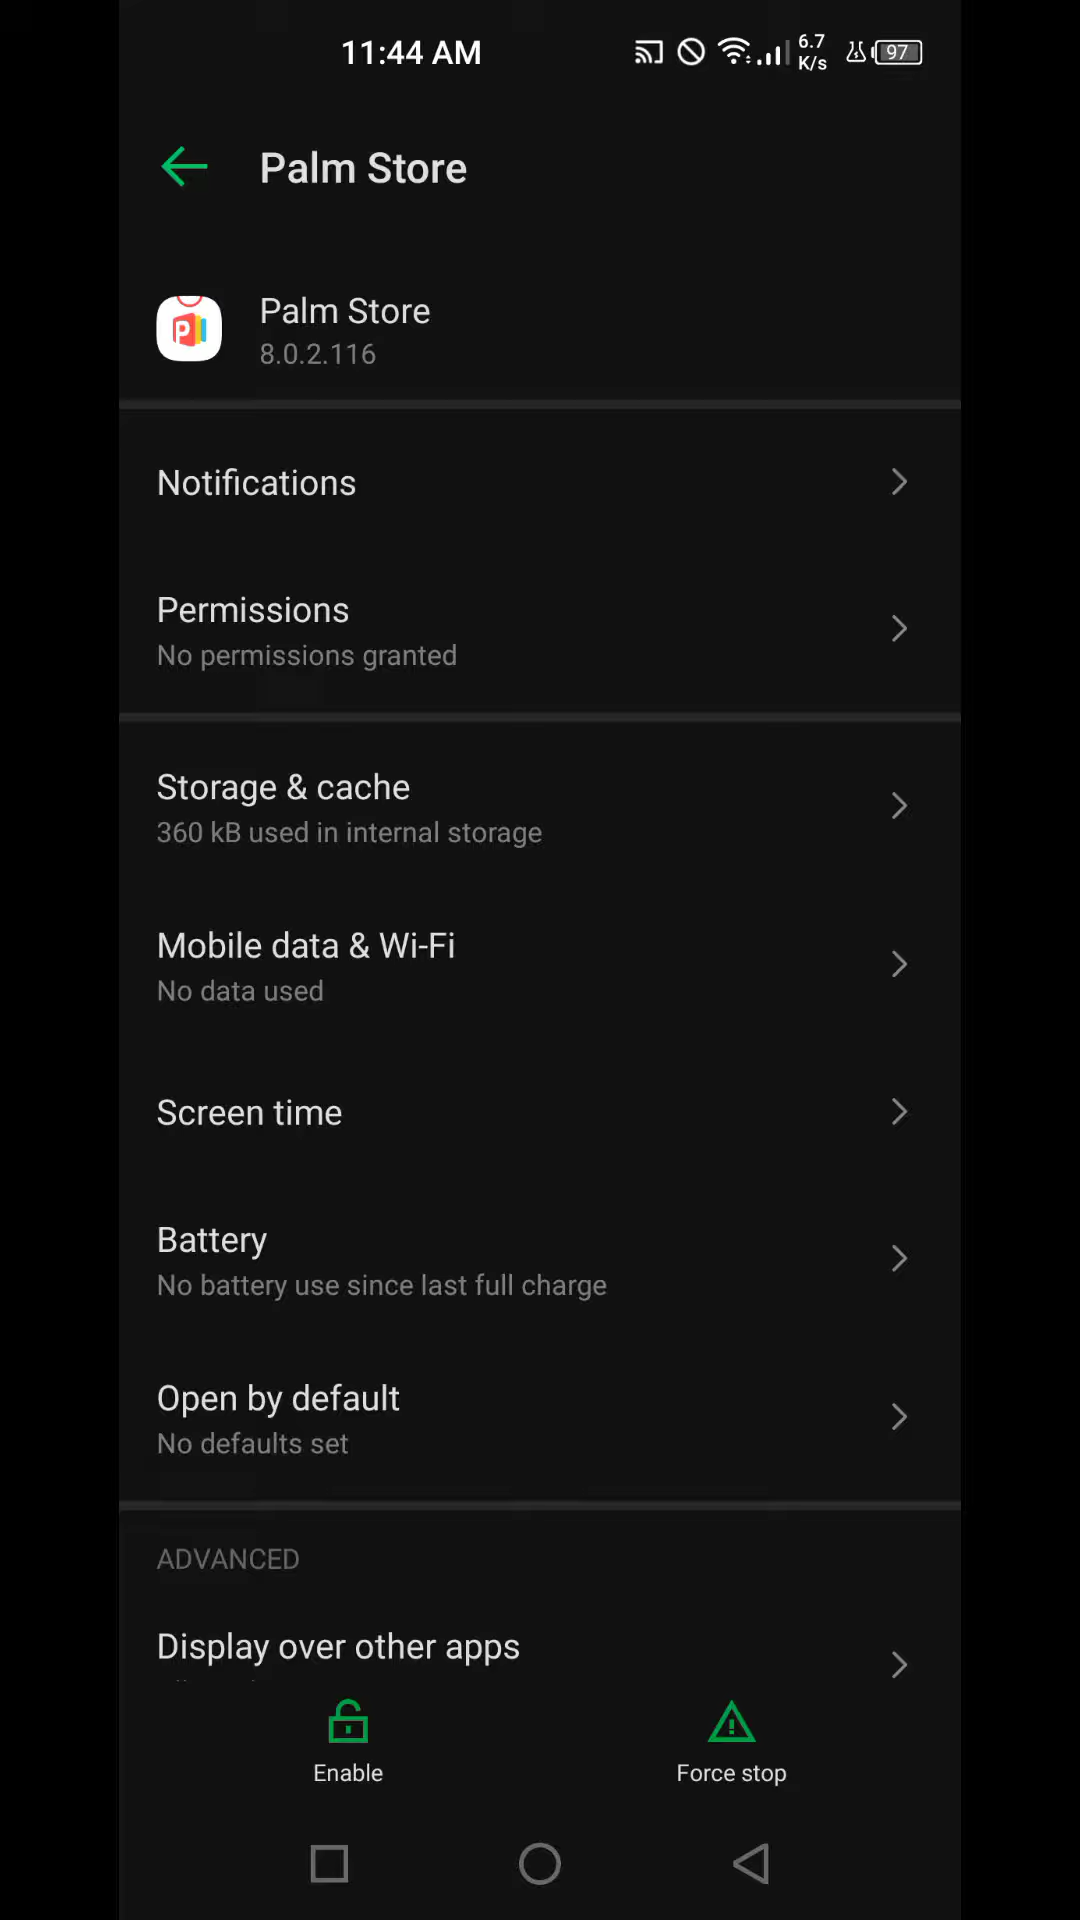 11:44 AM
6.7
K/s
97
Palm Store
P
Palm Store
8.0.2.116
Notifications
Permissions
No permissions granted
Storage & cache
360 kB used in internal storage
Mobile data & Wi-Fi
No data used
Screen time
Battery
No battery use since last full charge
Open by default
No defaults set
ADVANCED
Display over other apps
Enable
Force stop